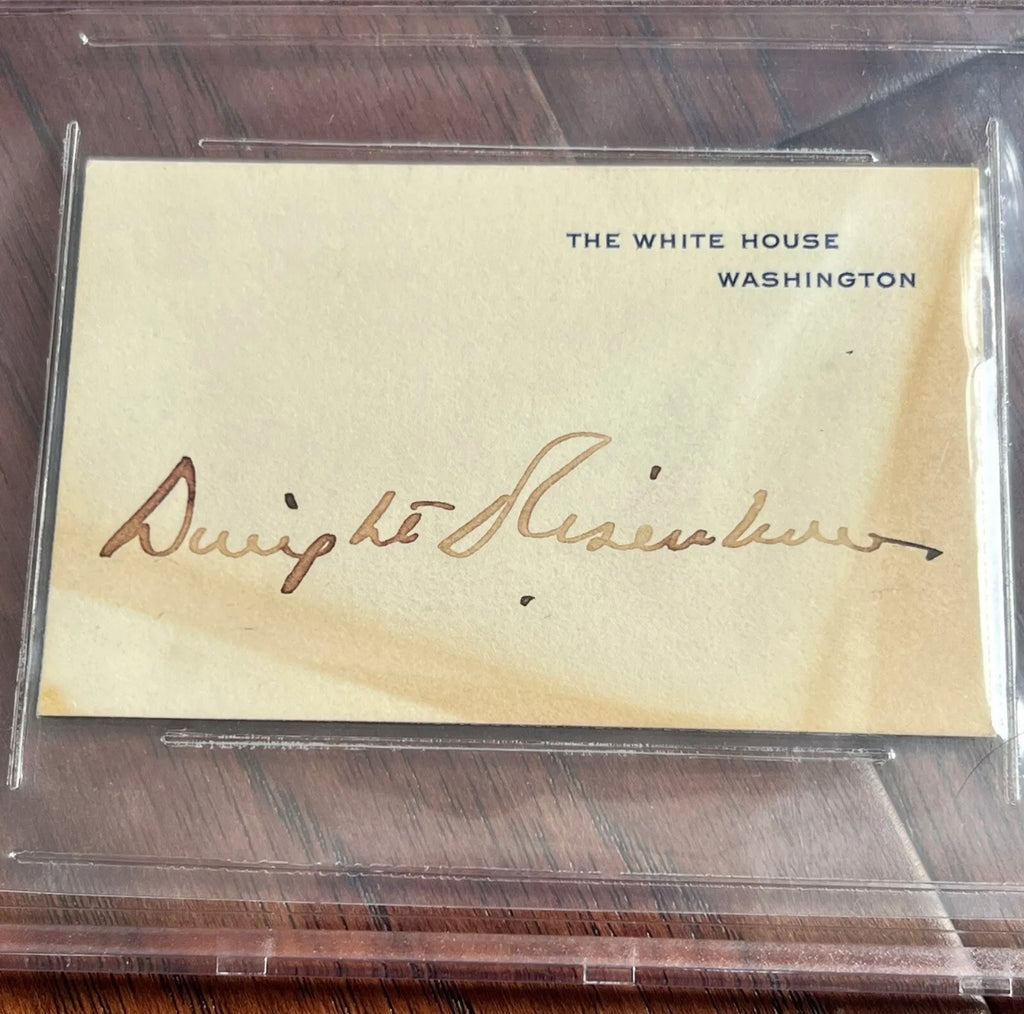 THE WHITE HOUSE
WASHINGTON
Dwight D Eisenhower